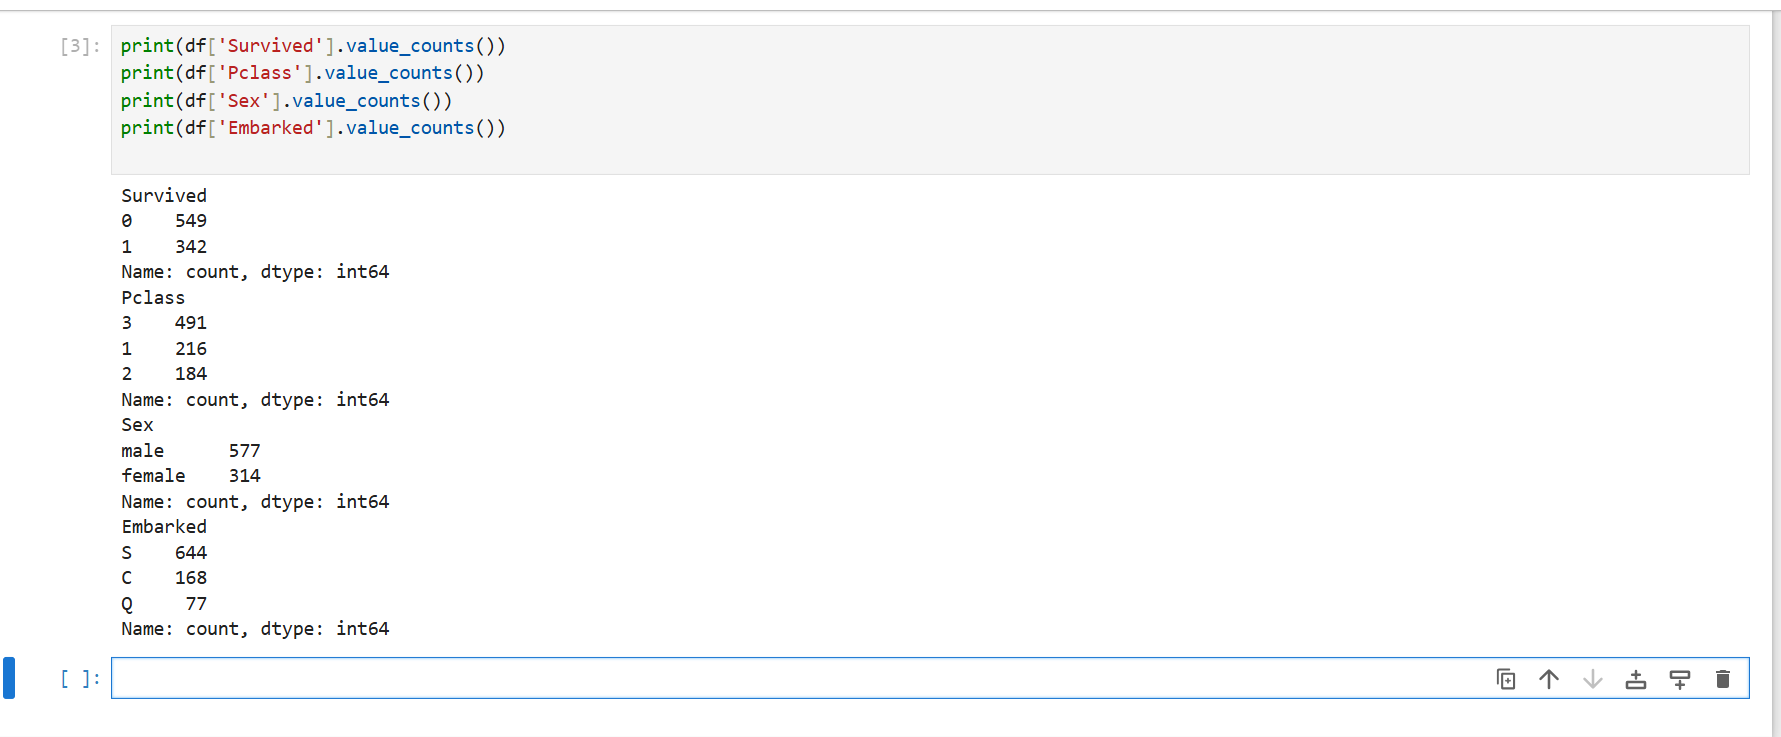 [3]: print(df['Survived'].value_counts())
print(df['Pclass'].value_counts())
print(df['Sex'].value_counts())
print(df['Embarked'].value_counts())
Survived
0    549
1    342
Name: count, dtype: int64
Pclass
3    491
1    216
2    184
Name: count, dtype: int64
Sex
male      577
female    314
Name: count, dtype: int64
Embarked
S    644
C    168
Q     77
Name: count, dtype: int64
[ ]: